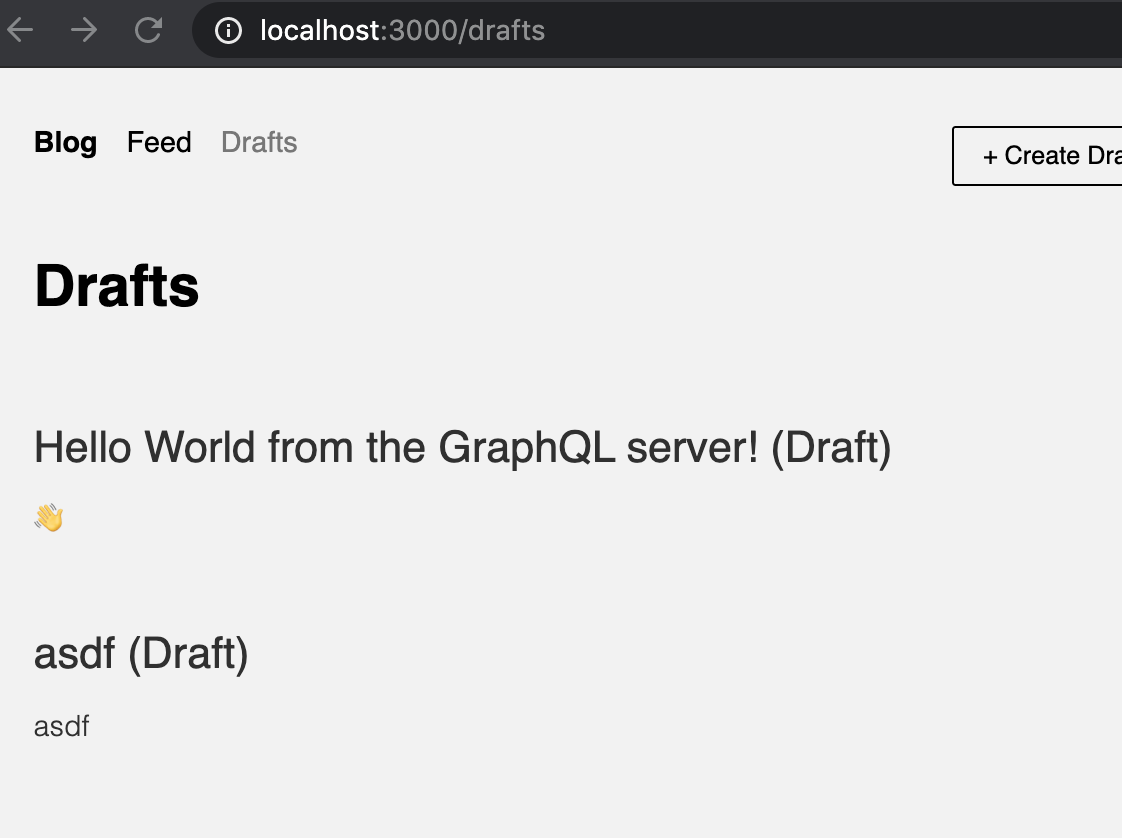 localhost:3000/drafts
Blog Feed Drafts
+ Create Dra
Drafts
Hello World from the GraphQL server! (Draft)
👋
asdf (Draft)
asdf